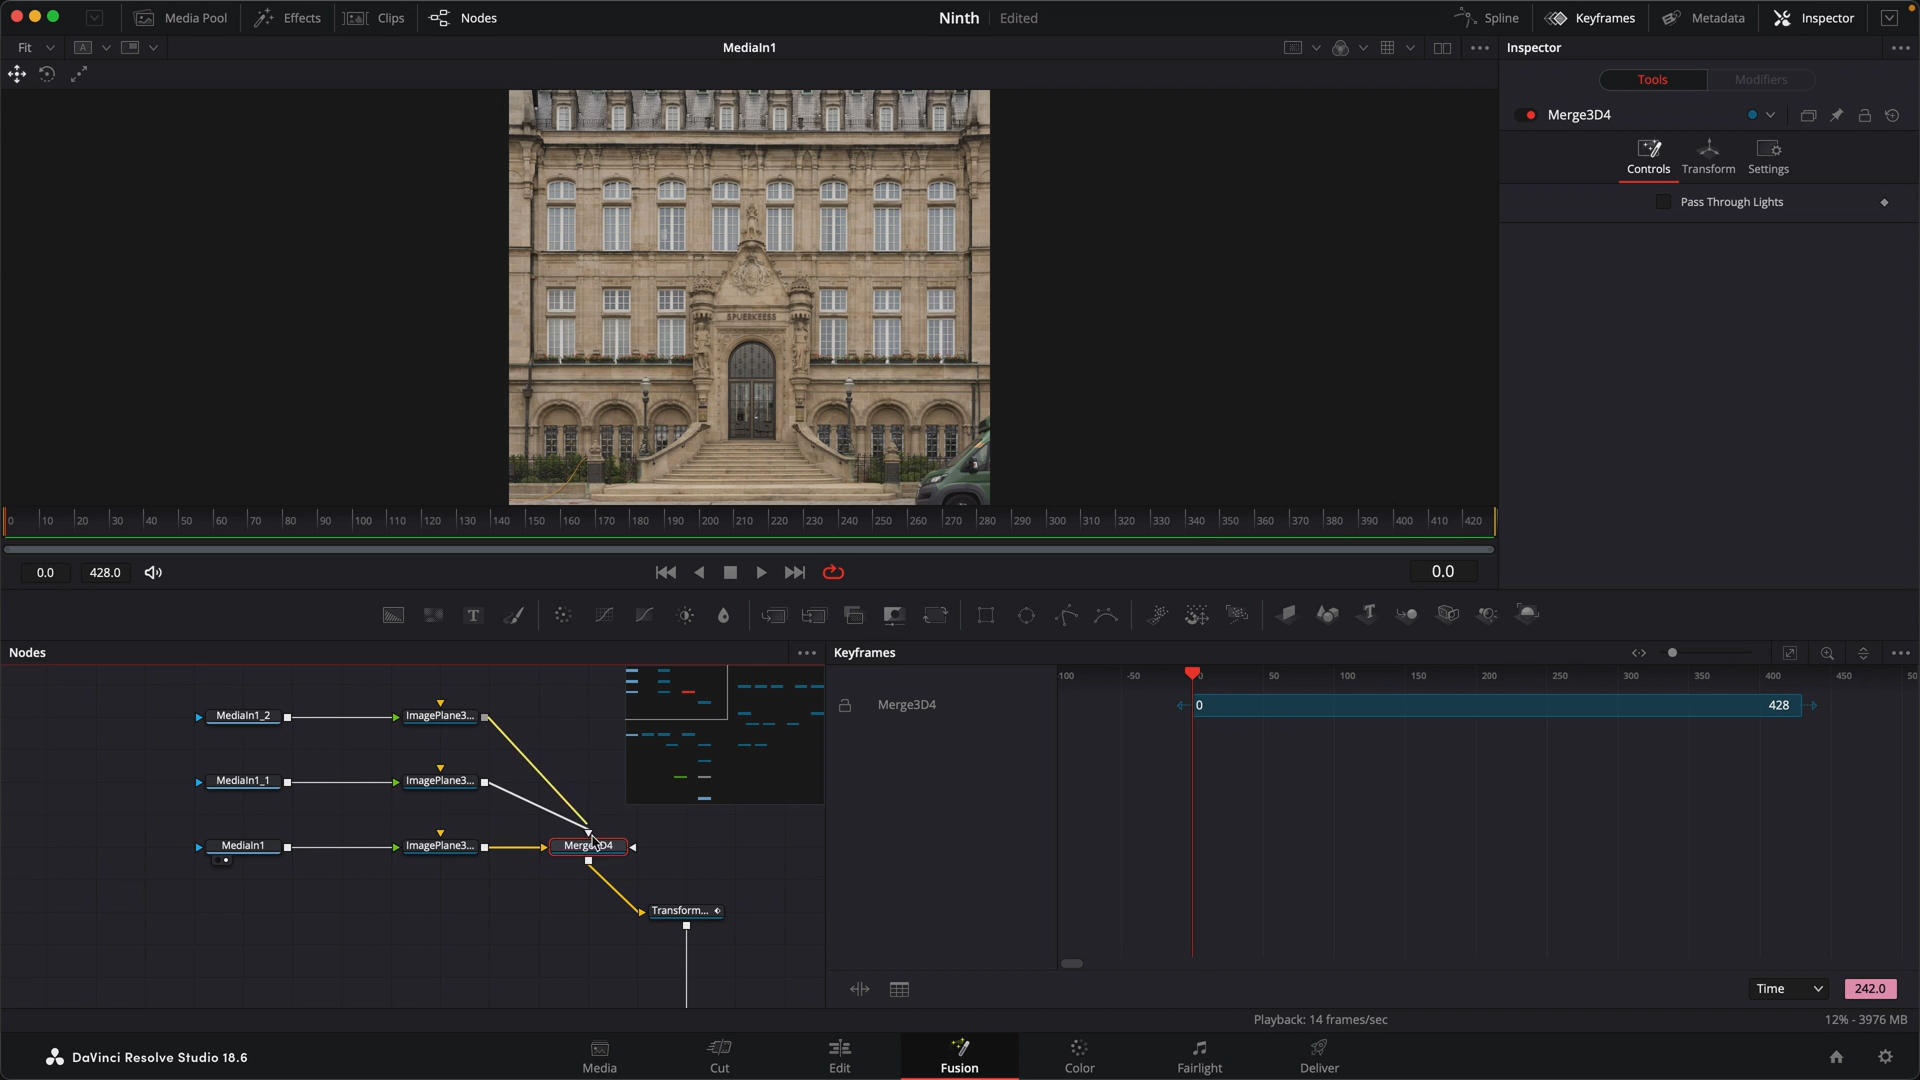 Media Pool
Effects
Clips
Nodes
Ninth
Edited
Spline
Keyframes
Metadata
Inspector
Fit
A
MediaIn1
Inspector
Tools
Modifiers
Merge3D4
Controls
Transform
Settings
Pass Through Lights
SPUERKEESS
0 10 20 30 40 50 60 70 80 90 100 110 120 130 140 150 160 170 180 190 200 210 220 230 240 250 260 270 280 290 300 310 320 330 340 350 360 370 380 390 400 410 420
0.0
428.0
0.0
T
Nodes
Keyframes
-100 -50 0 50 100 150 200 250 300 350 400 450 50
Merge3D4
0
428
MediaIn1_2
ImagePlane3...
MediaIn1_1
ImagePlane3...
MediaIn1
ImagePlane3...
Merge3D4
Transform...
Time
242.0
Playback: 14 frames/sec
12% - 3976 MB
DaVinci Resolve Studio 18.6
Media
Cut
Edit
Fusion
Color
Fairlight
Deliver